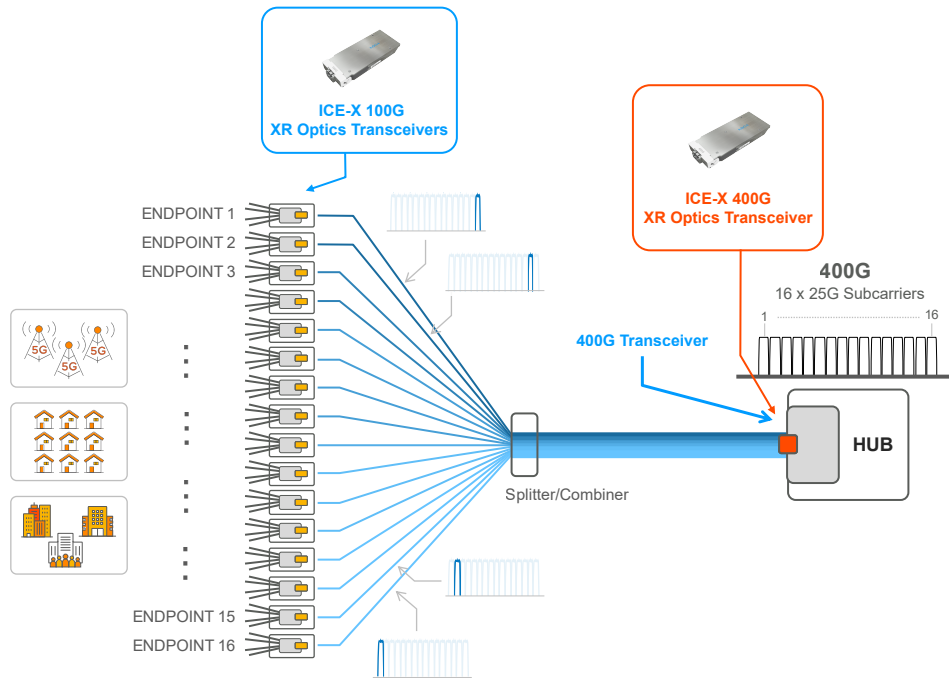 ICE-X 100G
XR Optics Transceivers
ICE-X 400G
XR Optics Transceiver
ENDPOINT 1
ENDPOINT 2
ENDPOINT 3
400G
16 x 25G Subcarriers
1
16
400G Transceiver
5G
5G
5G
HUB
Splitter/Combiner
ENDPOINT 15
ENDPOINT 16